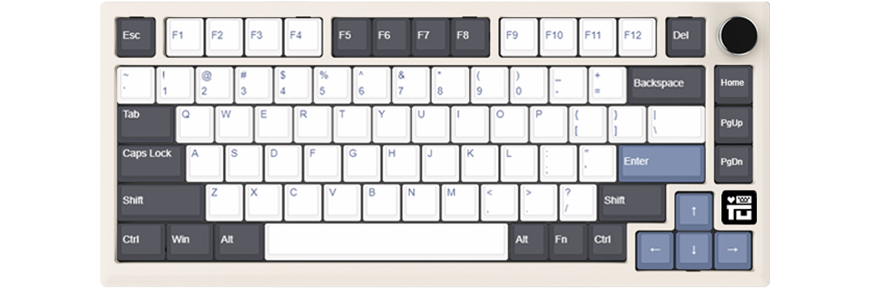 Esc F1 F2 F3 F4 F5 F6 F7 F8 F9 F10 F11 F12 Del
~ ! @ # $ % ^ & * ( ) _ +
` 1 2 3 4 5 6 7 8 9 0 - = Backspace Home
Tab Q W E R T Y U I O P { } |
[ ] \ PgUp
Caps Lock A S D F G H J K L : " Enter
; ' PgDn
Shift Z X C V B N M < > ? Shift ↑
, . /
Ctrl Win Alt Alt Fn Ctrl ← ↓ →